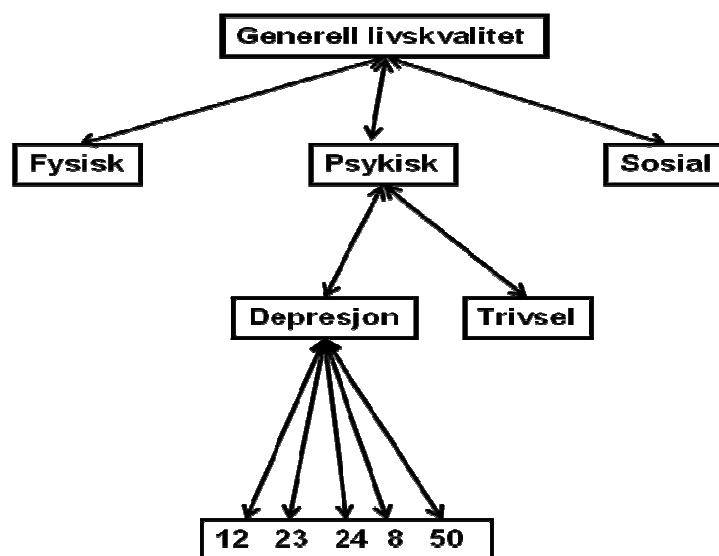 Generell livskvalitet
Fysisk Psykisk Sosial
Depresjon Trivsel
12 23 24 8 50